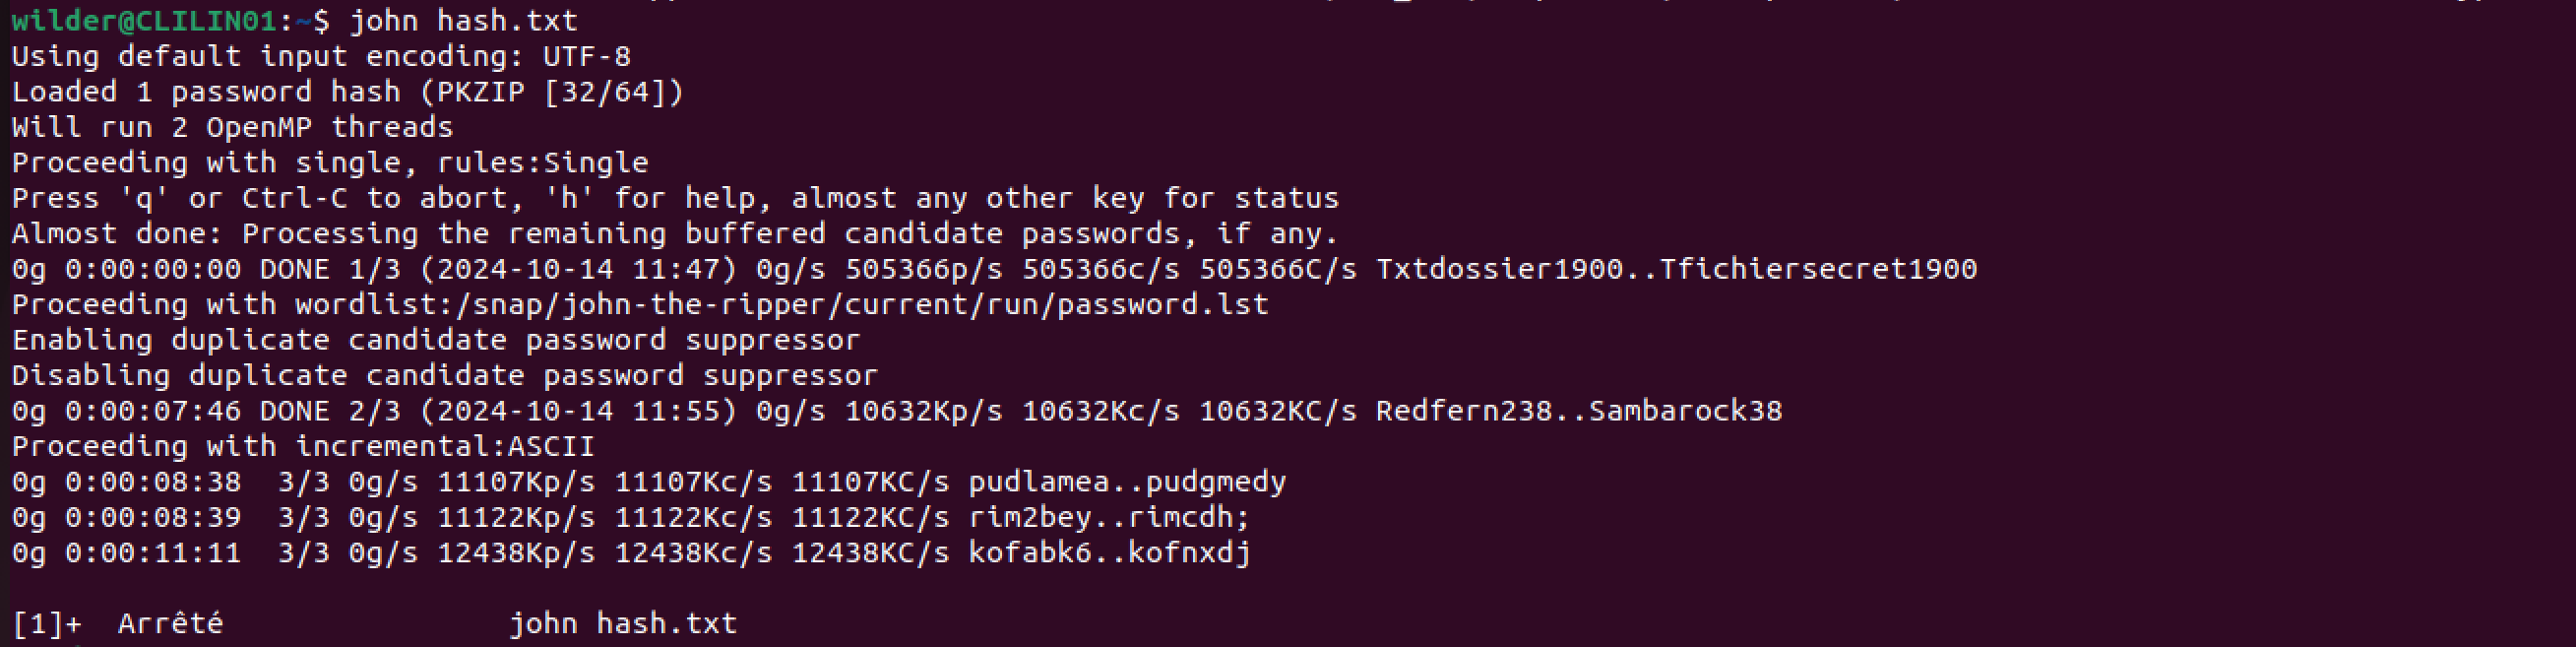 wilder@CLILIN01:~$ john hash.txt
Using default input encoding: UTF-8
Loaded 1 password hash (PKZIP [32/64])
Will run 2 OpenMP threads
Proceeding with single, rules:Single
Press 'q' or Ctrl-C to abort, 'h' for help, almost any other key for status
Almost done: Processing the remaining buffered candidate passwords, if any.
0g 0:00:00:00 DONE 1/3 (2024-10-14 11:47) 0g/s 505366p/s 505366c/s 505366C/s Txtdossier1900..Tfichiersecret1900
Proceeding with wordlist:/snap/john-the-ripper/current/run/password.lst
Enabling duplicate candidate password suppressor
Disabling duplicate candidate password suppressor
0g 0:00:07:46 DONE 2/3 (2024-10-14 11:55) 0g/s 10632Kp/s 10632Kc/s 10632KC/s Redfern238..Sambarock38
Proceeding with incremental:ASCII
0g 0:00:08:38  3/3 0g/s 11107Kp/s 11107Kc/s 11107KC/s pudlamea..pudgmedy
0g 0:00:08:39  3/3 0g/s 11122Kp/s 11122Kc/s 11122KC/s rim2bey..rimcdh;
0g 0:00:11:11  3/3 0g/s 12438Kp/s 12438Kc/s 12438KC/s kofabk6..kofnxdj
[1]+  Arrêté                john hash.txt